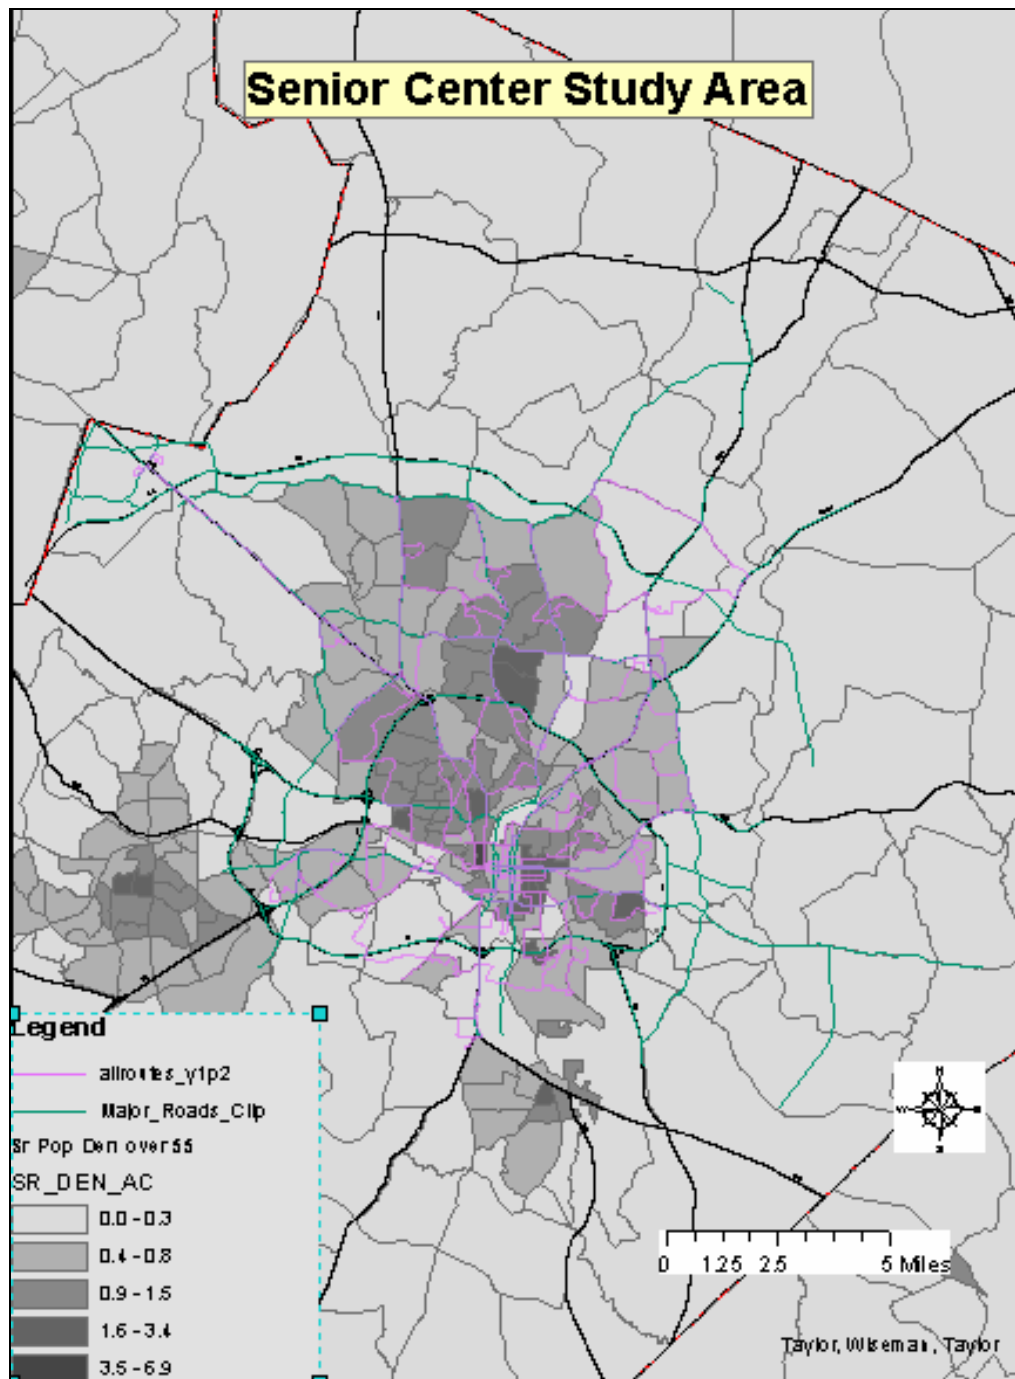 Senior Center Study Area
Legend
allroutes_y1p2
Major_Roads_Clip
Sr Pop Den over 55
SR_DEN_AC
0.0 - 0.3
0.4 - 0.8
0.9 - 1.5
1.6 - 3.4
3.5 - 6.9
N
W
E
S
0 1.25 2.5 5 Miles
Taylor, Wiseman, Taylor